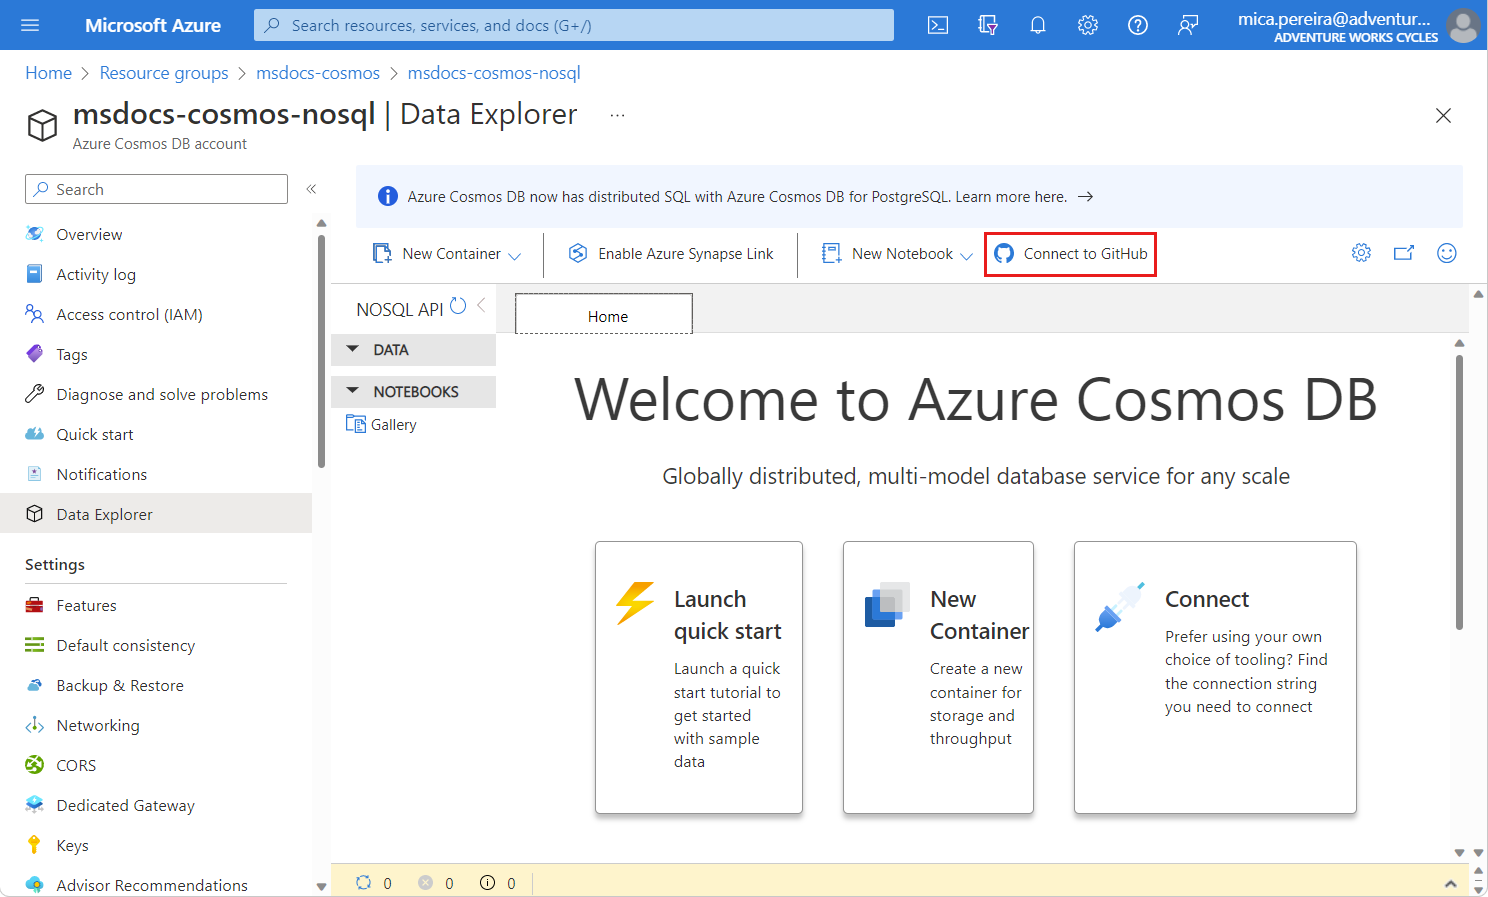 Microsoft Azure
Search resources, services, and docs (G+/)
mica.pereira@adventur...
ADVENTURE WORKS CYCLES
Home > Resource groups > msdocs-cosmos > msdocs-cosmos-nosql
msdocs-cosmos-nosql | Data Explorer ...
Azure Cosmos DB account
Search
Overview
Activity log
Access control (IAM)
Tags
Diagnose and solve problems
Quick start
Notifications
Data Explorer
Settings
Features
Default consistency
Backup & Restore
Networking
CORS
Dedicated Gateway
Keys
Advisor Recommendations
Azure Cosmos DB now has distributed SQL with Azure Cosmos DB for PostgreSQL. Learn more here. →
New Container
Enable Azure Synapse Link
New Notebook
Connect to GitHub
NOSQL API
DATA
NOTEBOOKS
Gallery
Home
Welcome to Azure Cosmos DB
Globally distributed, multi-model database service for any scale
Launch
quick start
Launch a quick
start tutorial to
get started
with sample
data
New
Container
Create a new
container for
storage and
throughput
Connect
Prefer using your own
choice of tooling? Find
the connection string
you need to connect
0 0 0